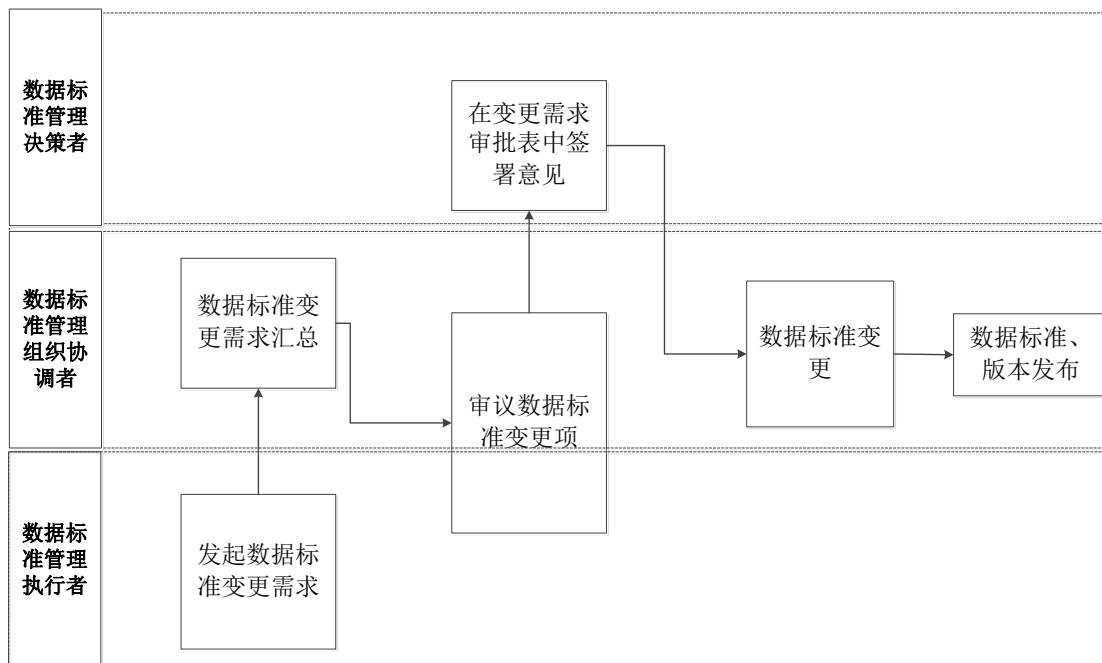 数据标
准管理
决策者
在变更需求
审批表中签
署意见
数据标
准管理
组织协
调者
数据标准变
更需求汇总
审议数据标
准变更项
数据标准变
更
数据标准、
版本发布
数据标
准管理
执行者
发起数据标
准变更需求